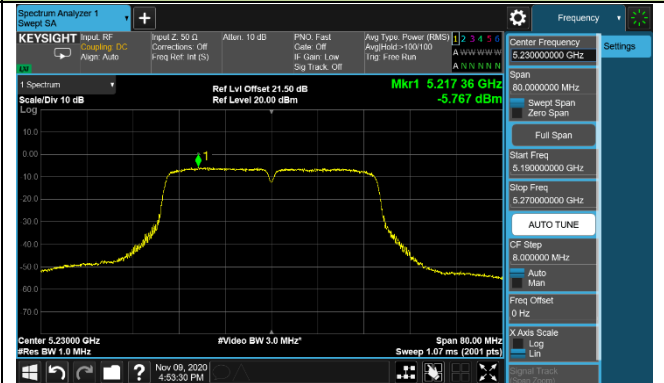 Spectrum Analyzer 1
Swept SA
Frequency
KEYSIGHT
Input: RF
Coupling: DC
Align: Auto
Input Z: 50 Ω
Corrections: Off
Freq Ref: Int (S)
Atten: 10 dB
PNO: Fast
Gate: Off
IF Gain: Low
Sig Track: Off
Avg Type: Power (RMS)
Avg|Hold:>100/100
Trig: Free Run
1 2 3 4 5 6
A W W W W W
A N N N N N
1 Spectrum
Scale/Div 10 dB
Log
Ref Lvl Offset 21.50 dB
Ref Level 20.00 dBm
Mkr1 5.217 36 GHz
-5.767 dBm
10.0
0.00
-10.0
-20.0
-30.0
-40.0
-50.0
-60.0
-70.0
1
Center 5.23000 GHz
#Res BW 1.0 MHz
#Video BW 3.0 MHz*
Span 80.00 MHz
Sweep 1.07 ms (2001 pts)
Nov 09, 2020
4:53:30 PM
Center Frequency
5.230000000 GHz
Settings
Span
80.0000000 MHz
Swept Span
Zero Span
Full Span
Start Freq
5.190000000 GHz
Stop Freq
5.270000000 GHz
AUTO TUNE
CF Step
8.000000 MHz
Auto
Man
Freq Offset
0 Hz
X Axis Scale
Log
Lin
Signal Track
(Span Zoom)